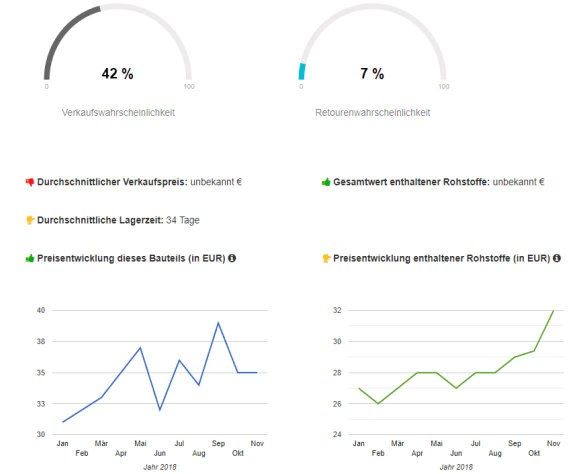 42 %
7 %
0 100
0 100
Verkaufswahrscheinlichkeit
Retourenwahrscheinlichkeit
Durchschnittlicher Verkaufspreis: unbekannt €
Gesamtwert enthaltener Rohstoffe: unbekannt €
Durchschnittliche Lagerzeit: 34 Tage
Preisentwicklung dieses Bauteils (in EUR)
Preisentwicklung enthaltener Rohstoffe (in EUR)
40
38
35
33
30
Jan Mär Mai Jul Sep Nov
Feb Apr Jun Aug Okt
Jahr 2018
32
30
28
26
24
Jan Mär Mai Jul Sep Nov
Feb Apr Jun Aug Okt
Jahr 2018